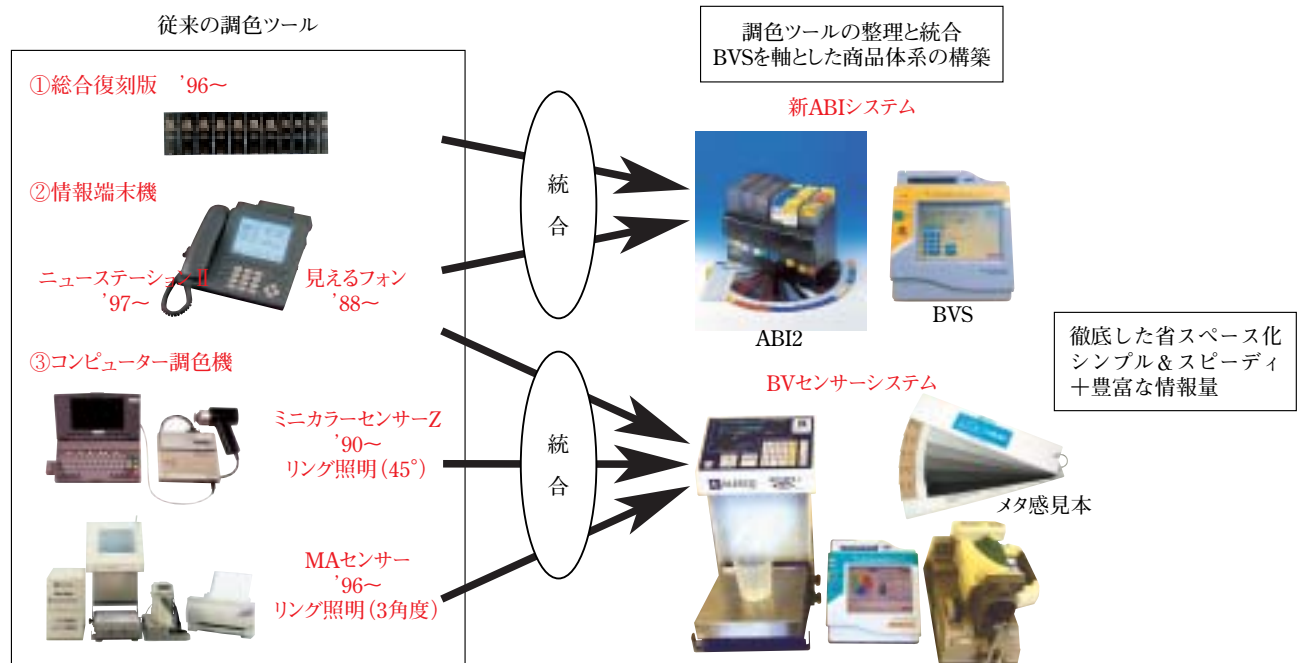 従来の調色ツール
①総合復刻版 ’96〜
②情報端末機
ニューステーションⅡ
’97〜
見えるフォン
’88〜
③コンピューター調色機
ミニカラーセンサーZ
’90〜
リング照明(45°)
MAセンサー
’96〜
リング照明(3角度)
統
合
統
合
調色ツールの整理と統合
BVSを軸とした商品体系の構築
新ABIシステム
ABI2
BVS
BVセンサーシステム
メタ感見本
徹底した省スペース化
シンプル&スピーディ
+豊富な情報量